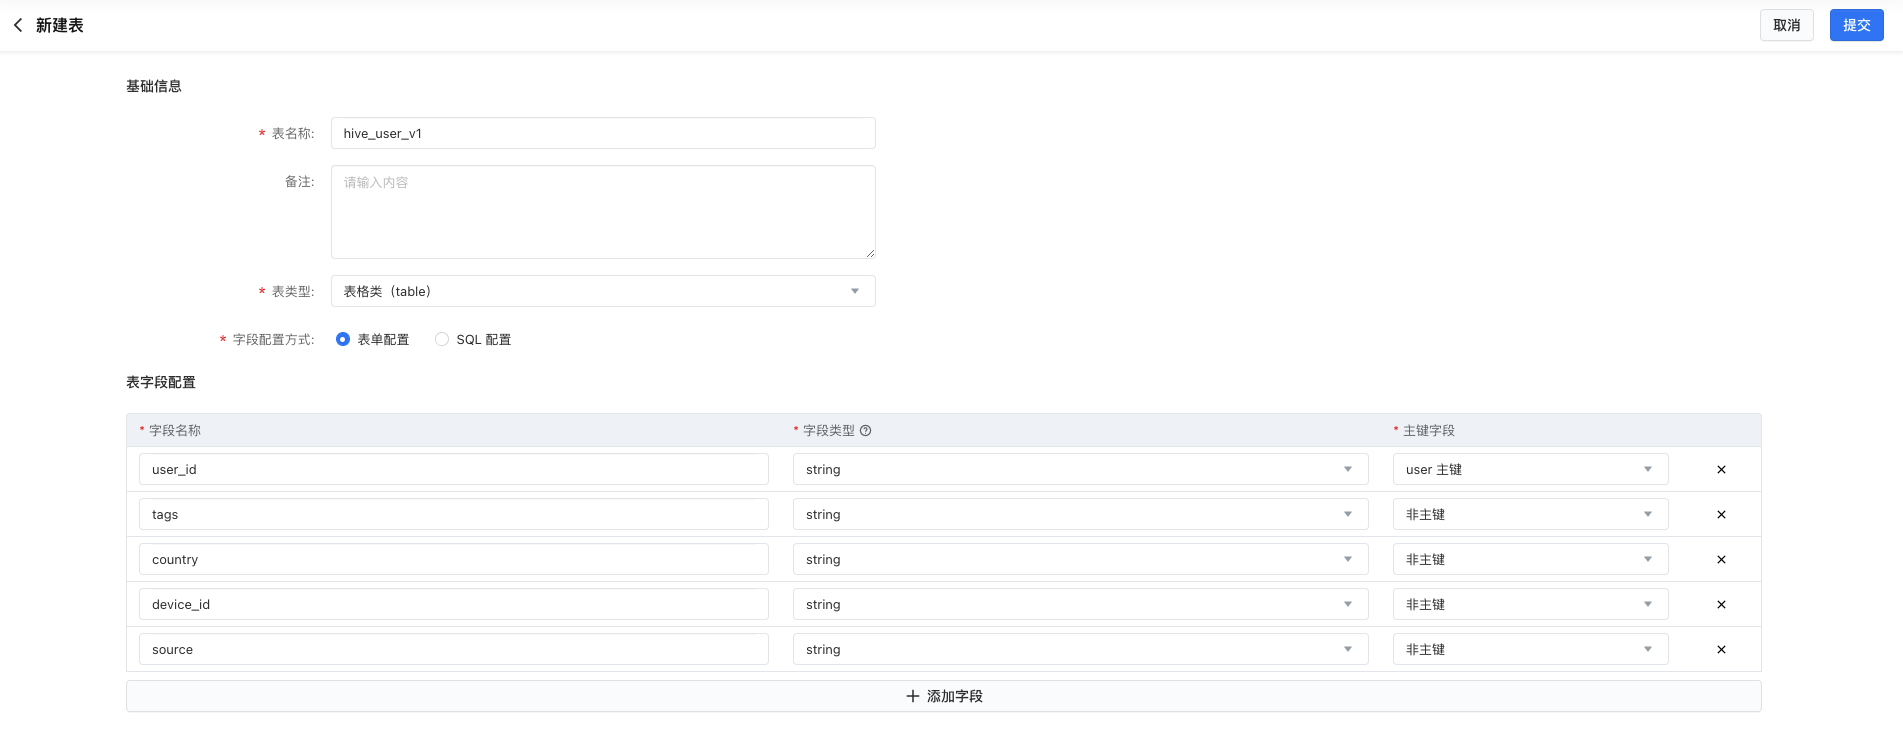 新建表
取消 提交
基础信息
* 表名称: hive_user_v1
备注: 请输入内容
* 表类型: 表格类（table）
* 字段配置方式: 表单配置 SQL 配置
表字段配置
* 字段名称 * 字段类型 * 主键字段
user_id string user 主键
tags string 非主键
country string 非主键
device_id string 非主键
source string 非主键
添加字段